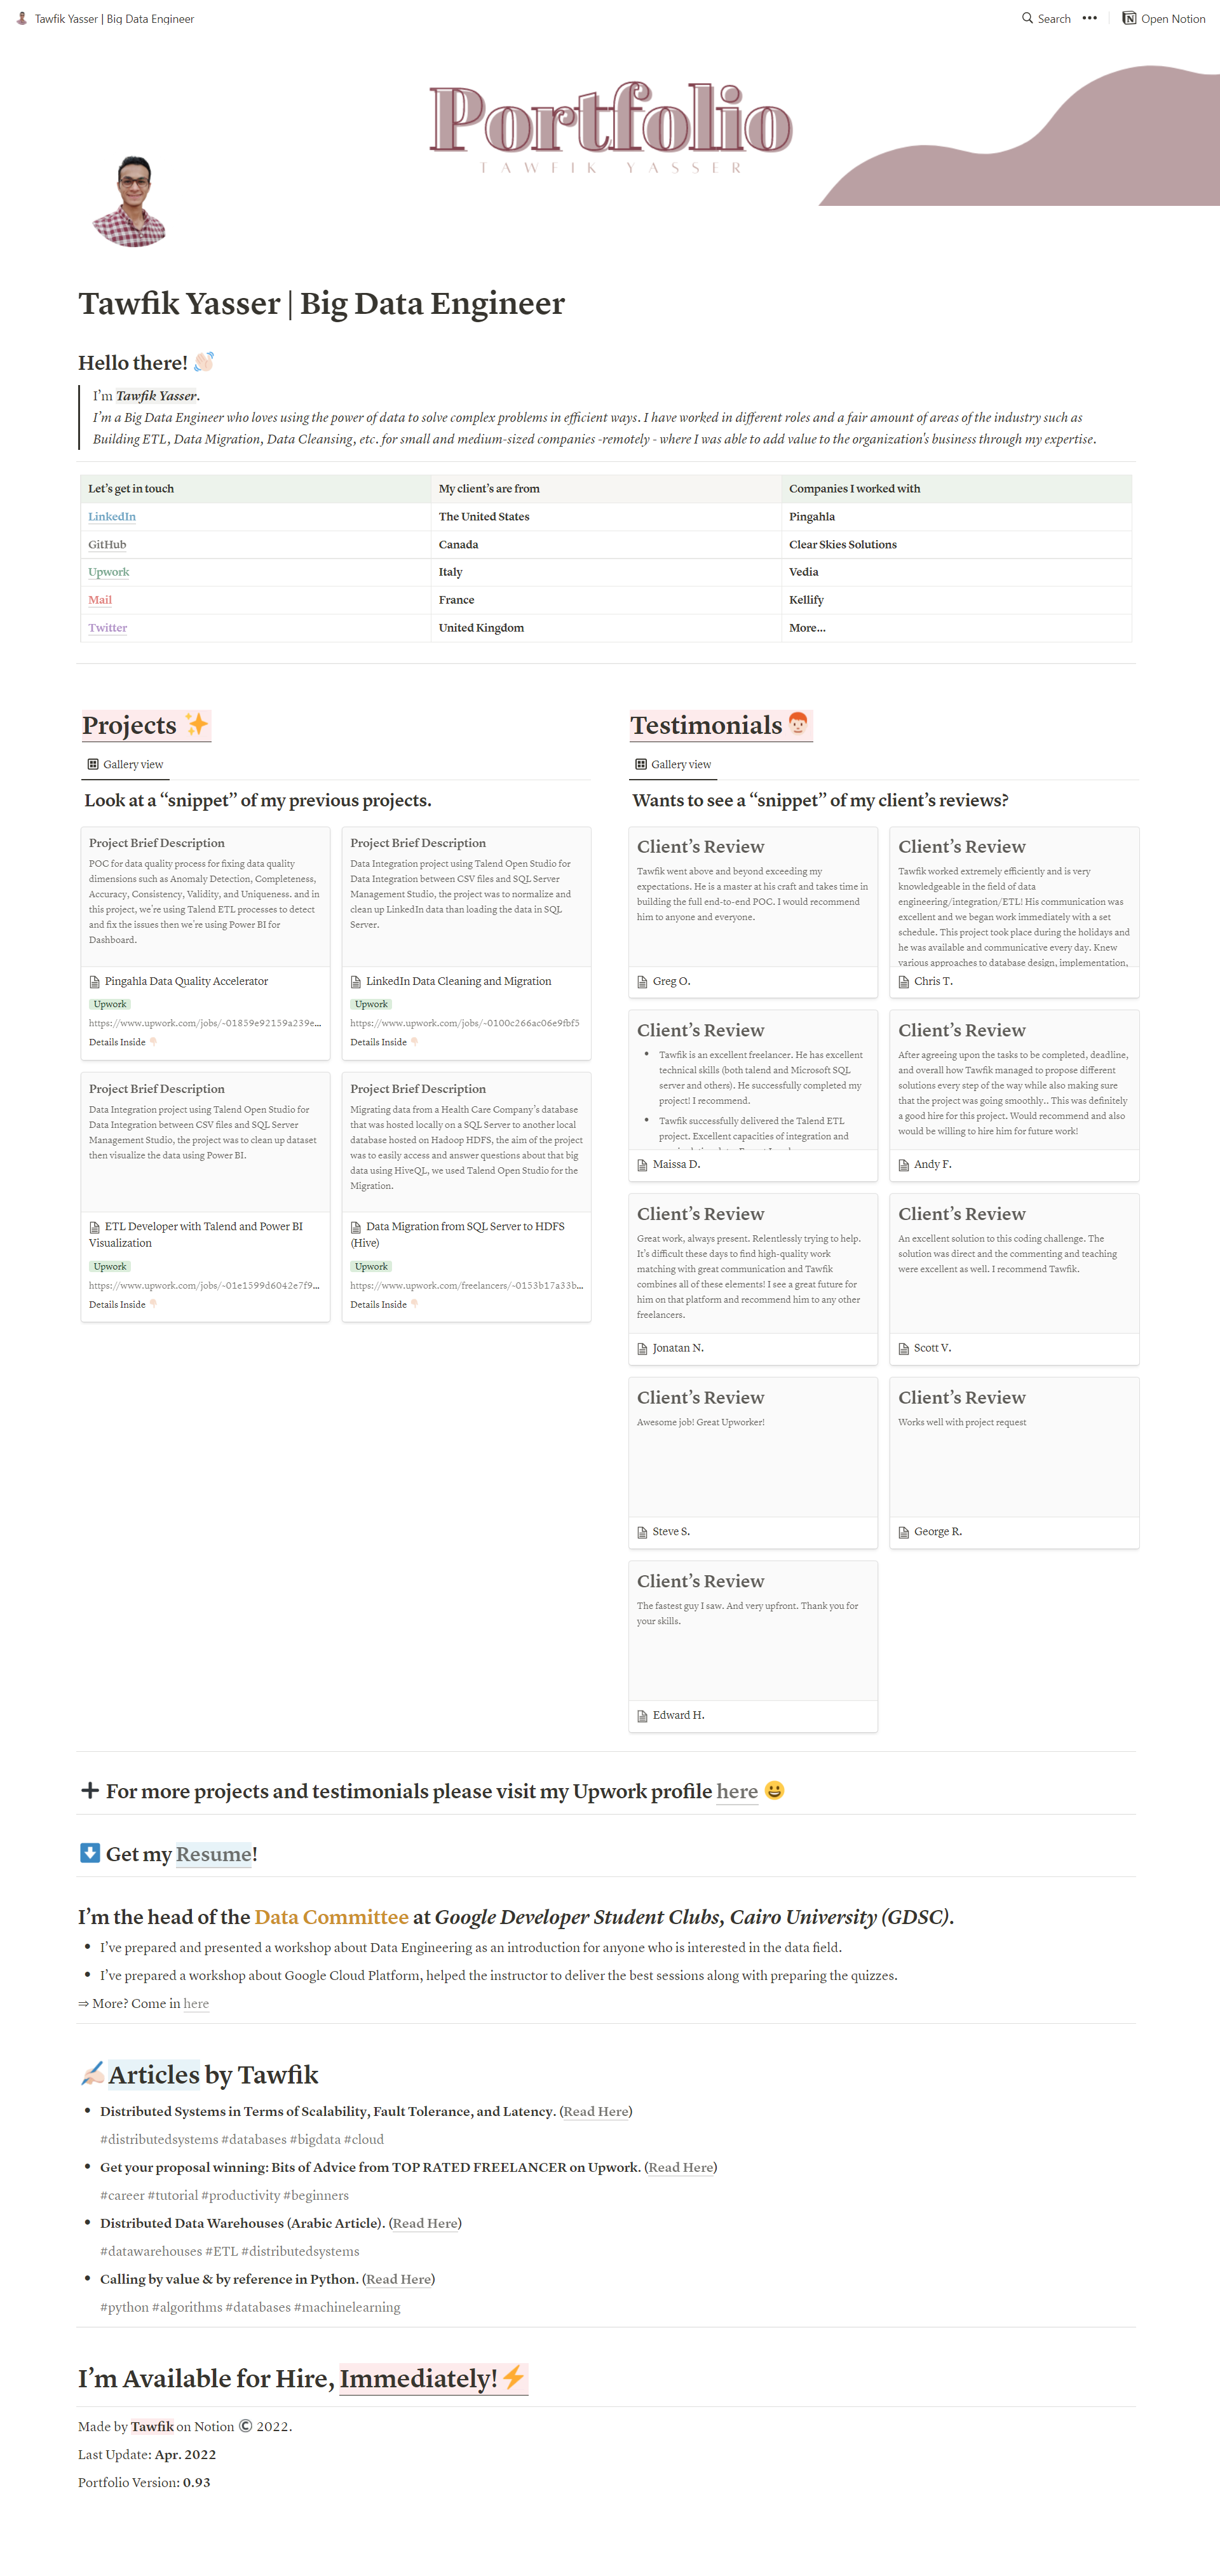 Tawfik Yasser | Big Data Engineer
Search
Open Notion
Portfolio
TAWFIK YASSER
Tawfik Yasser | Big Data Engineer
Hello there! 👋🏻
I’m Tawfik Yasser.
I’m a Big Data Engineer who loves using the power of data to solve complex problems in efficient ways. I have worked in different roles and a fair amount of areas of the industry such as
Building ETL, Data Migration, Data Cleansing, etc. for small and medium-sized companies -remotely - where I was able to add value to the organization’s business through my expertise.
Let’s get in touch
My client’s are from
Companies I worked with
LinkedIn
The United States
Pingahla
GitHub
Canada
Clear Skies Solutions
Upwork
Italy
Vedia
Mail
France
Kellify
Twitter
United Kingdom
More...
Projects ✨
Gallery view
Look at a “snippet” of my previous projects.
Project Brief Description
POC for data quality process for fixing data quality
dimensions such as Anomaly Detection, Completeness,
Accuracy, Consistency, Validity, and Uniqueness. and in
this project, we’re using Talend ETL processes to detect
and fix the issues then we’re using Power BI for
Dashboard.
Pingahla Data Quality Accelerator
Upwork
https://www.upwork.com/jobs/~01859e92159a239e...
Details Inside 👇🏻
Project Brief Description
Data Integration project using Talend Open Studio for
Data Integration between CSV files and SQL Server
Management Studio, the project was to normalize and
clean up LinkedIn data than loading the data in SQL
Server.
LinkedIn Data Cleaning and Migration
Upwork
https://www.upwork.com/jobs/~0100c266ac06e9fbf5
Details Inside 👇🏻
Project Brief Description
Data Integration project using Talend Open Studio for
Data Integration between CSV files and SQL Server
Management Studio, the project was to clean up dataset
then visualize the data using Power BI.
ETL Developer with Talend and Power BI
Visualization
Upwork
https://www.upwork.com/jobs/~01e1599d6042e7f9...
Details Inside 👇🏻
Project Brief Description
Migrating data from a Health Care Company’s database
that was hosted locally on a SQL Server to another local
database hosted on Hadoop HDFS, the aim of the project
was to easily access and answer questions about that big
data using HiveQL, we used Talend Open Studio for the
Migration.
Data Migration from SQL Server to HDFS
(Hive)
Upwork
https://www.upwork.com/freelancers/~0153b17a33b...
Details Inside 👇🏻
Testimonials 👨🏻‍🦰
Gallery view
Wants to see a “snippet” of my client’s reviews?
Client’s Review
Tawfik went above and beyond exceeding my
expectations. He is a master at his craft and takes time in
building the full end-to-end POC. I would recommend
him to anyone and everyone.
Greg O.
Client’s Review
Tawfik worked extremely efficiently and is very
knowledgeable in the field of data
engineering/integration/ETL! His communication was
excellent and we began work immediately with a set
schedule. This project took place during the holidays and
he was available and communicative every day. Knew
various approaches to database design, implementation,
Chris T.
Client’s Review
• Tawfik is an excellent freelancer. He has excellent
technical skills (both talend and Microsoft SQL
server and others). He successfully completed my
project! I recommend.
• Tawfik successfully delivered the Talend ETL
project. Excellent capacities of integration and
Maissa D.
Client’s Review
After agreeing upon the tasks to be completed, deadline,
and overall how Tawfik managed to propose different
solutions every step of the way while also making sure
that the project was going smoothly.. This was definitely
a good hire for this project. Would recommend and also
would be willing to hire him for future work!
Andy F.
Client’s Review
Great work, always present. Relentlessly trying to help.
It’s difficult these days to find high-quality work
matching with great communication and Tawfik
combines all of these elements! I see a great future for
him on that platform and recommend him to any other
freelancers.
Jonatan N.
Client’s Review
An excellent solution to this coding challenge. The
solution was direct and the commenting and teaching
were excellent as well. I recommend Tawfik.
Scott V.
Client’s Review
Awesome job! Great Upworker!
Steve S.
Client’s Review
Works well with project request
George R.
Client’s Review
The fastest guy I saw. And very upfront. Thank you for
your skills.
Edward H.
➕ For more projects and testimonials please visit my Upwork profile here 😀
⬇️ Get my Resume!
I’m the head of the Data Committee at Google Developer Student Clubs, Cairo University (GDSC).
• I’ve prepared and presented a workshop about Data Engineering as an introduction for anyone who is interested in the data field.
• I’ve prepared a workshop about Google Cloud Platform, helped the instructor to deliver the best sessions along with preparing the quizzes.
⇒ More? Come in here
✍🏻Articles by Tawfik
• Distributed Systems in Terms of Scalability, Fault Tolerance, and Latency. (Read Here)
#distributedsystems #databases #bigdata #cloud
• Get your proposal winning: Bits of Advice from TOP RATED FREELANCER on Upwork. (Read Here)
#career #tutorial #productivity #beginners
• Distributed Data Warehouses (Arabic Article). (Read Here)
#datawarehouses #ETL #distributedsystems
• Calling by value & by reference in Python. (Read Here)
#python #algorithms #databases #machinelearning
I’m Available for Hire, Immediately!⚡
Made by Tawfik on Notion © 2022.
Last Update: Apr. 2022
Portfolio Version: 0.93